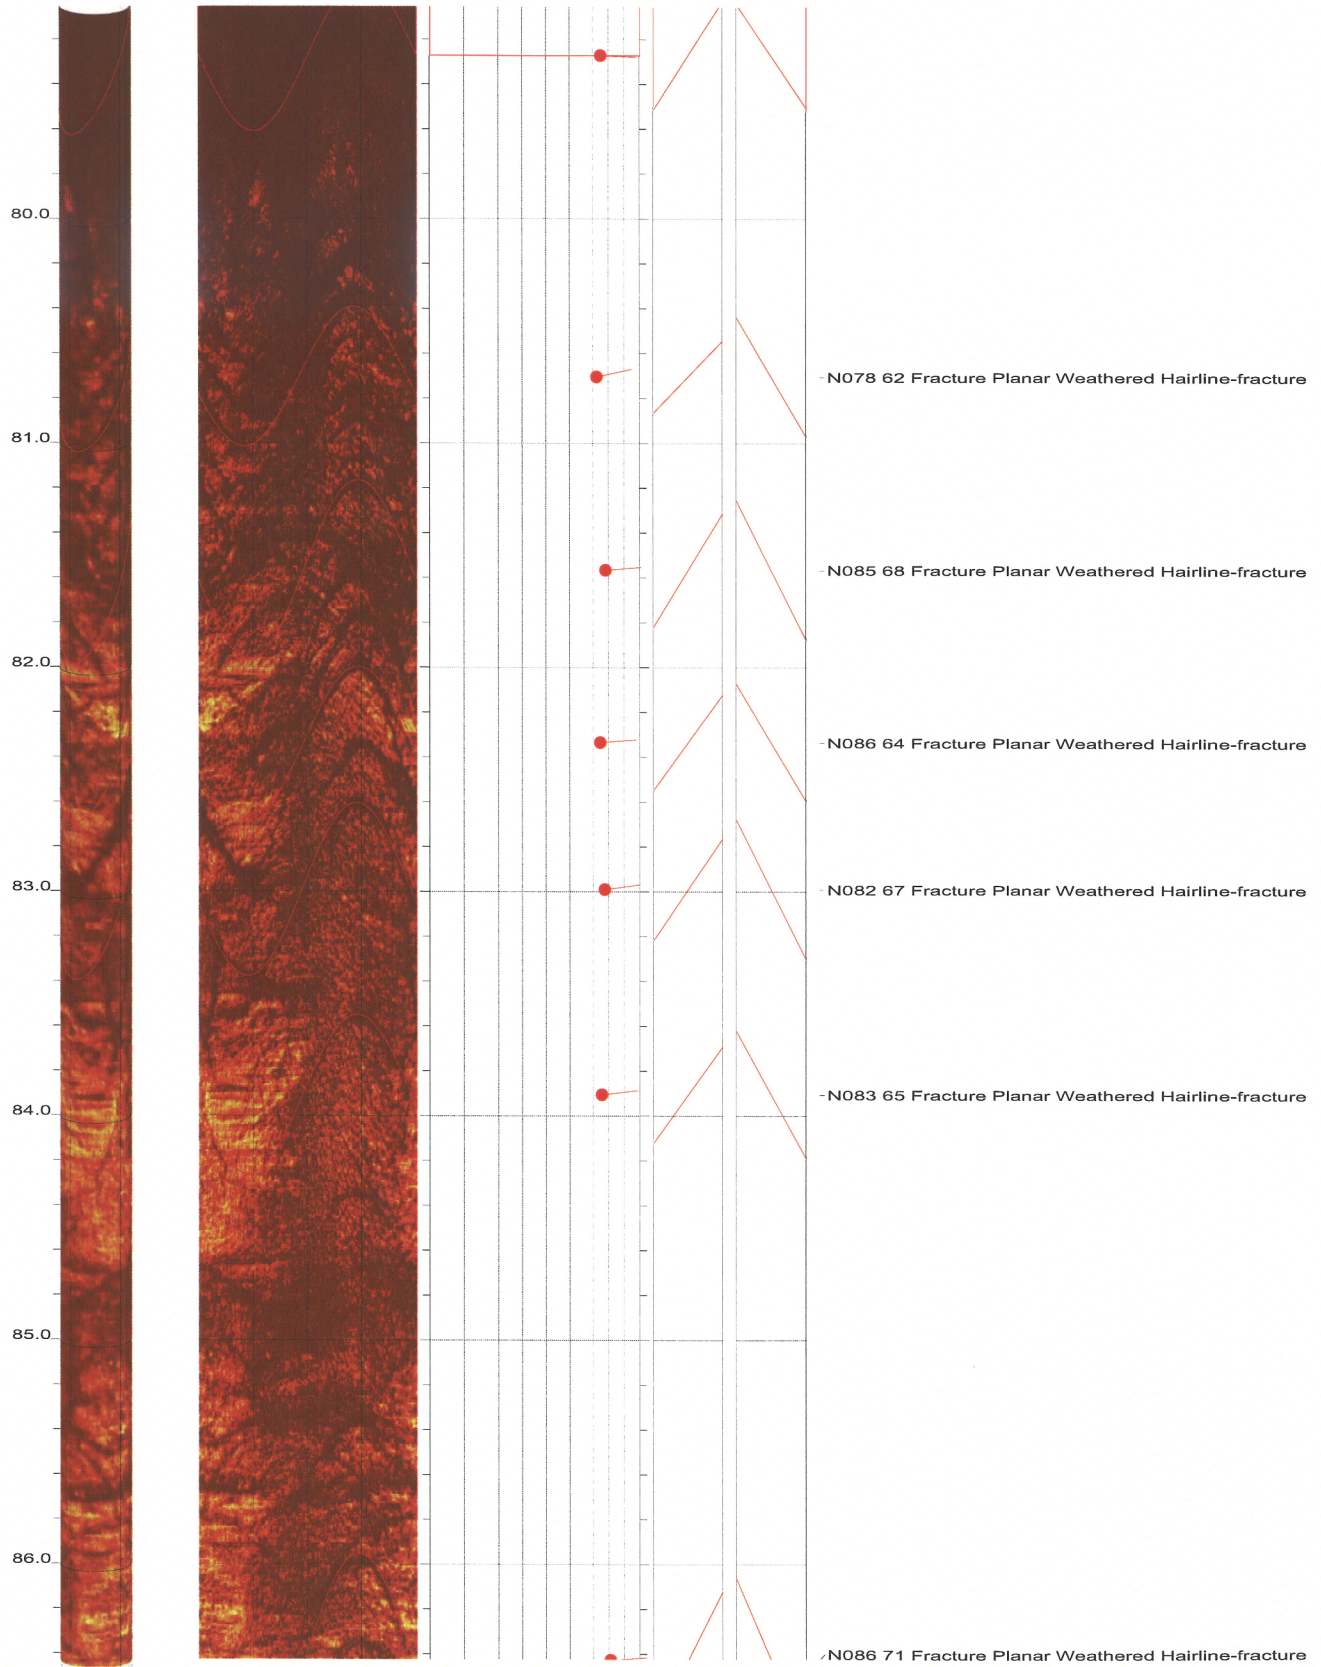 80.0
-N078 62 Fracture Planar Weathered Hairline-fracture
81.0
-N085 68 Fracture Planar Weathered Hairline-fracture
82.0
-N086 64 Fracture Planar Weathered Hairline-fracture
83.0
-N082 67 Fracture Planar Weathered Hairline-fracture
-N083 65 Fracture Planar Weathered Hairline-fracture
84.0
85.0
86.0
N086 71 Fracture Planar Weathered Hairline-fracture